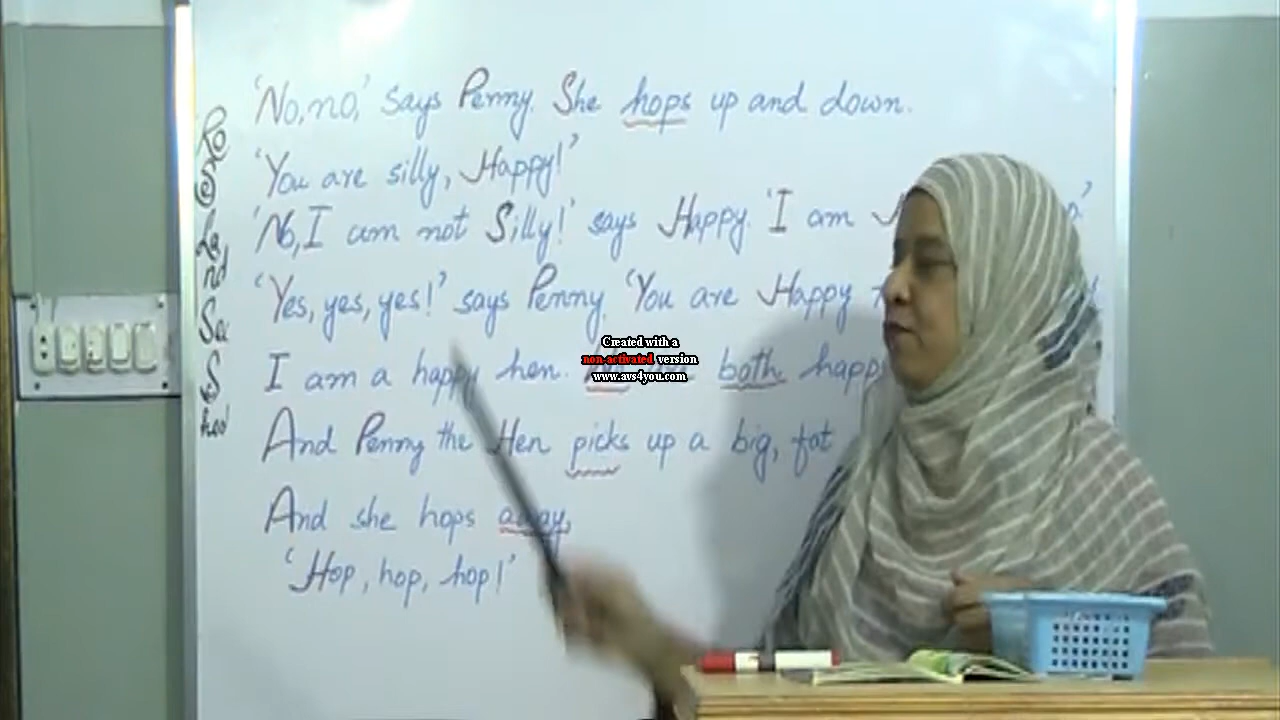 'No, no,' says Penny. She hops up and down.
'You are silly, Happy!'
'No, I am not Silly!' says Happy. 'I am
'Yes, yes, yes!' says Penny. 'You are Happy
I am a happy hen. are both happy
And Penny the Hen picks up a big, fat
And she hops away,
'Hop, hop, hop!'
Created with a
non-activated version
www.avs4you.com